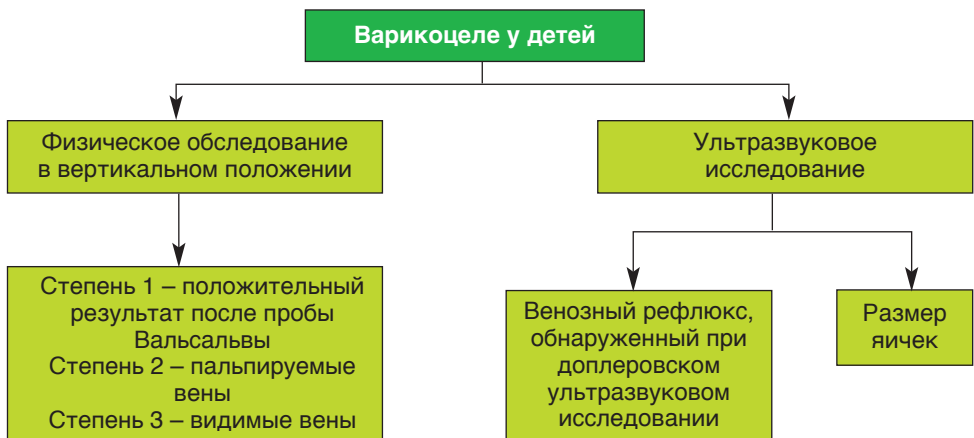 Варикоцеле у детей
Физическое обследование
в вертикальном положении
Ультразвуковое
исследование
Степень 1 – положительный
результат после пробы
Вальсальвы
Степень 2 – пальпируемые
вены
Степень 3 – видимые вены
Венозный рефлюкс,
обнаруженный при
доплеровском
ультразвуковом
исследовании
Размер
яичек